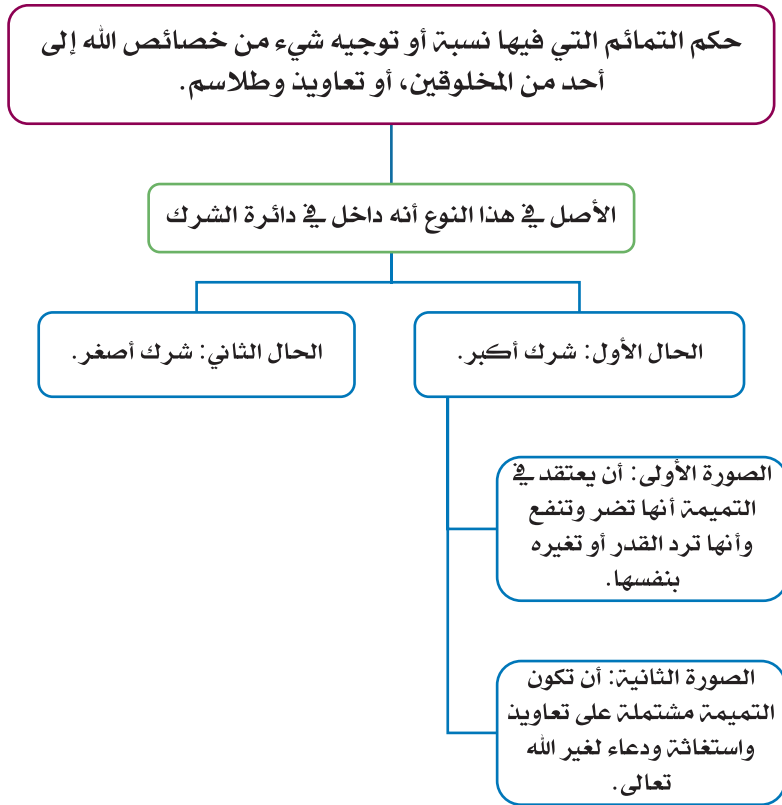 حكم التمائم التي فيها نسبة أو توجيه شيء من خصائص الله إلى
أحد من المخلوقين، أو تعاويذ وطلاسم.
الأصل في هذا النوع أنه داخل في دائرة الشرك
الحال الأول: شرك أكبر.
الحال الثاني: شرك أصغر.
الصورة الأولى: أن يعتقد في
التميمة أنها تضر وتنفع
وأنها ترد القدر أو تغيره
بنفسها.
الصورة الثانية: أن تكون
التميمة مشتملة على تعاويذ
واستغاثة ودعاء لغير الله
تعالى.